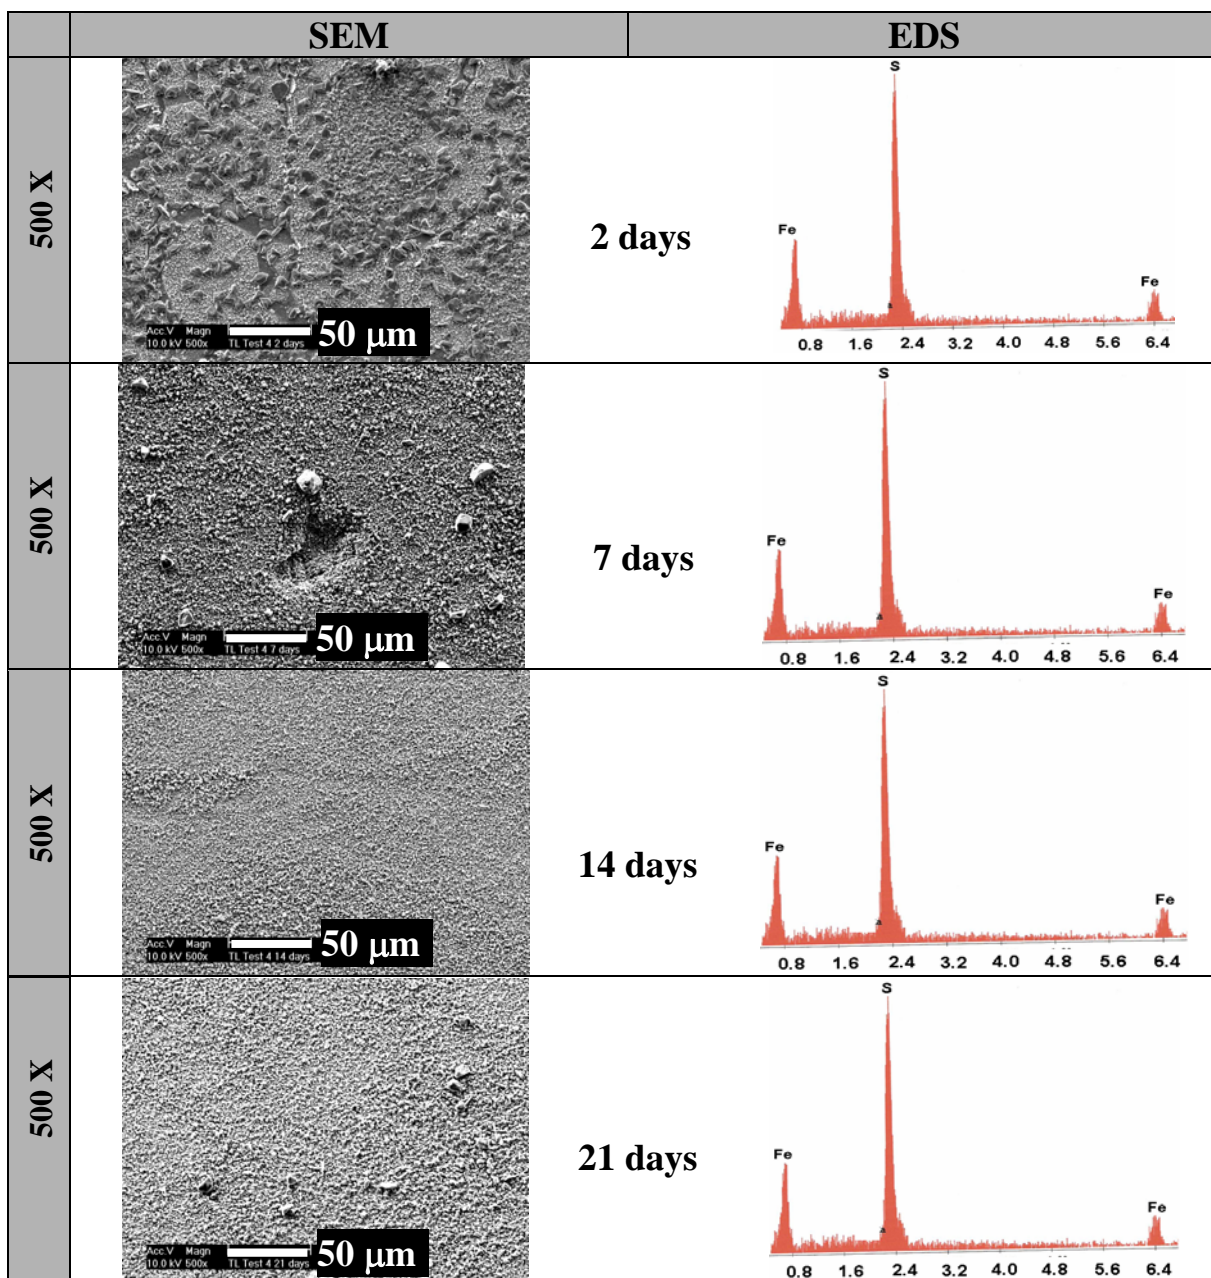 SEM EDS
500 X
Acc.V Magn
10.0 kV 500x TL Test 4 2 days
50 μm
2 days
S
Fe
a
Fe
0.8 1.6 2.4 3.2 4.0 4.8 5.6 6.4
500 X
Acc.V Magn
10.0 kV 500x TL Test 4 7 days
50 μm
7 days
S
Fe
a
Fe
0.8 1.6 2.4 3.2 4.0 4.8 5.6 6.4
500 X
Acc.V Magn
10.0 kV 500x TL Test 4 14 days
50 μm
14 days
S
Fe
a
Fe
0.8 1.6 2.4 3.2 4.0 4.8 5.6 6.4
500 X
Acc.V Magn
10.0 kV 500x TL Test 4 21 days
50 μm
21 days
S
Fe
a
Fe
0.8 1.6 2.4 3.2 4.0 4.8 5.6 6.4